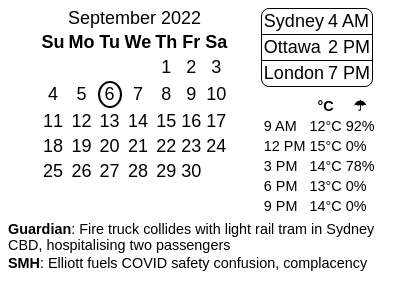 September 2022
Su Mo Tu We Th Fr Sa
1 2 3
4 5 6 7 8 9 10
11 12 13 14 15 16 17
18 19 20 21 22 23 24
25 26 27 28 29 30
Sydney 4 AM
Ottawa 2 PM
London 7 PM
°C ☂
9 AM 12°C 92%
12 PM 15°C 0%
3 PM 14°C 78%
6 PM 13°C 0%
9 PM 14°C 0%
Guardian: Fire truck collides with light rail tram in Sydney
CBD, hospitalising two passengers
SMH: Elliott fuels COVID safety confusion, complacency